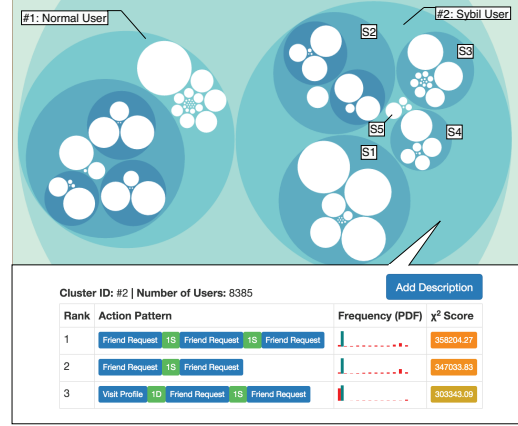 #1: Normal User
#2: Sybil User
S2
S3
S5
S4
S1
Add Description
Cluster ID: #2 | Number of Users: 8385
Rank Action Pattern Frequency (PDF) χ² Score
1 Friend Request 1S Friend Request 1S Friend Request 358204.27
2 Friend Request 1S Friend Request 347033.83
3 Visit Profile 1D Friend Request 1S Friend Request 303343.09